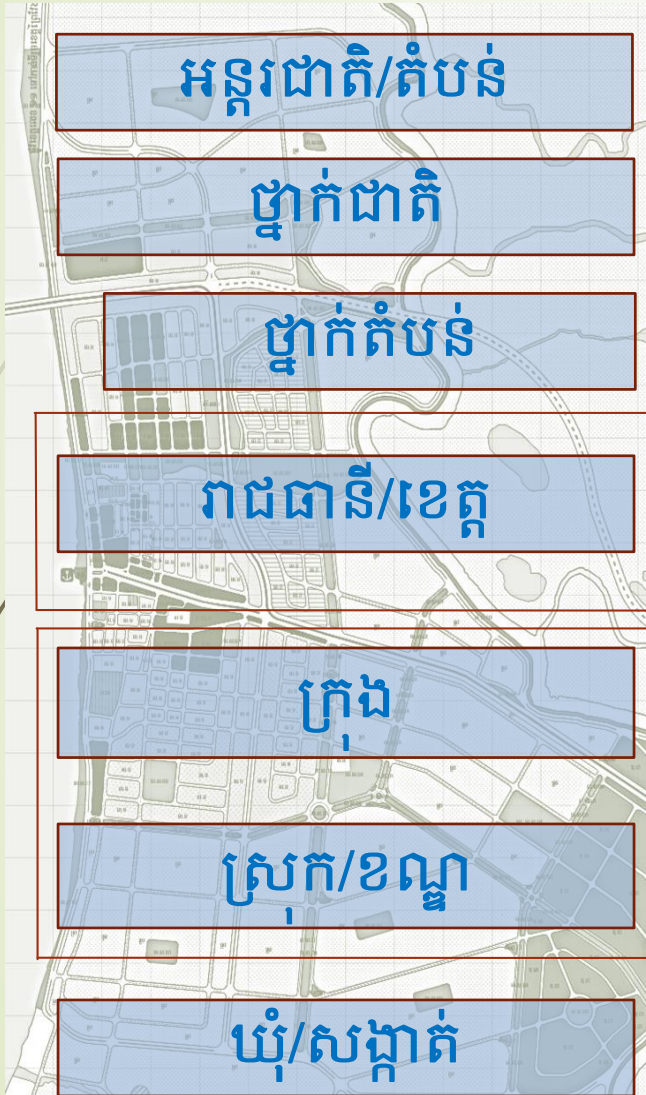 អន្តរជាតិ/តំបន់
ថ្នាក់ជាតិ
ថ្នាក់តំបន់
រាជធានី/ខេត្ត
ក្រុង
ស្រុក/ខណ្ឌ
ឃុំ/សង្កាត់